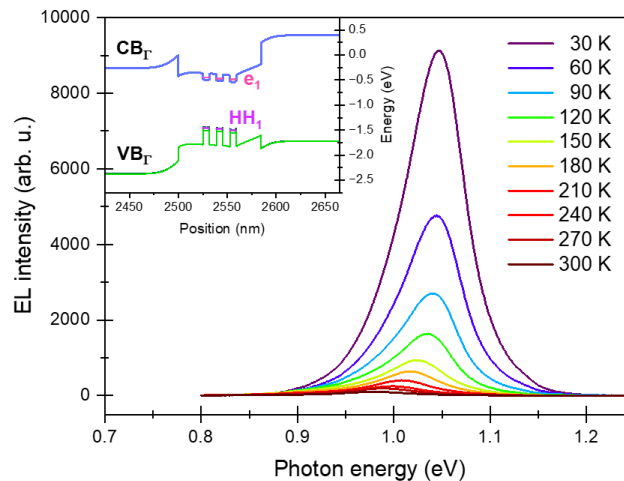 EL intensity (arb. u.)
10000
8000
6000
4000
2000
0
0.7 0.8 0.9 1.0 1.1 1.2
Photon energy (eV)
30 K
60 K
90 K
120 K
150 K
180 K
210 K
240 K
270 K
300 K
CBΓ
e1
HH1
VBΓ
0.5
0.0
-0.5
-1.0
-1.5
-2.0
-2.5
Energy (eV)
2450 2500 2550 2600 2650
Position (nm)